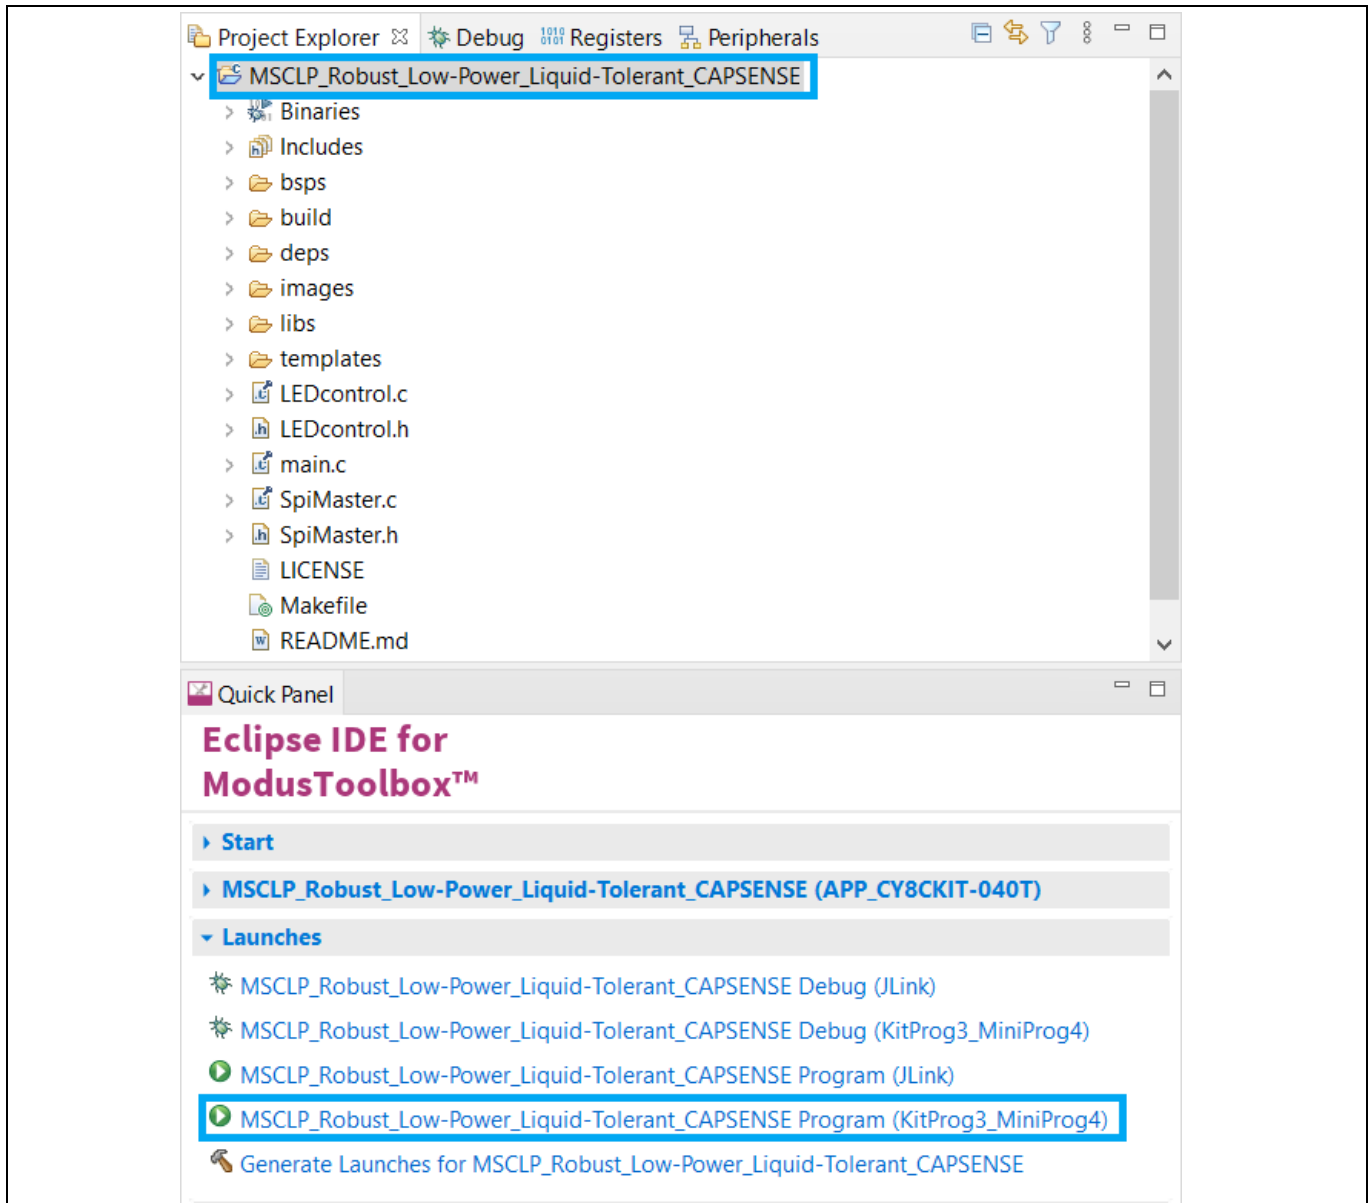 Project Explorer Debug Registers Peripherals
MSCLP_Robust_Low-Power_Liquid-Tolerant_CAPSENSE
Binaries
Includes
bsps
build
deps
images
libs
templates
LEDcontrol.c
LEDcontrol.h
main.c
SpiMaster.c
SpiMaster.h
LICENSE
Makefile
README.md
Quick Panel
Eclipse IDE for
ModusToolbox™
Start
MSCLP_Robust_Low-Power_Liquid-Tolerant_CAPSENSE (APP_CY8CKIT-040T)
Launches
MSCLP_Robust_Low-Power_Liquid-Tolerant_CAPSENSE Debug (JLink)
MSCLP_Robust_Low-Power_Liquid-Tolerant_CAPSENSE Debug (KitProg3_MiniProg4)
MSCLP_Robust_Low-Power_Liquid-Tolerant_CAPSENSE Program (JLink)
MSCLP_Robust_Low-Power_Liquid-Tolerant_CAPSENSE Program (KitProg3_MiniProg4)
Generate Launches for MSCLP_Robust_Low-Power_Liquid-Tolerant_CAPSENSE